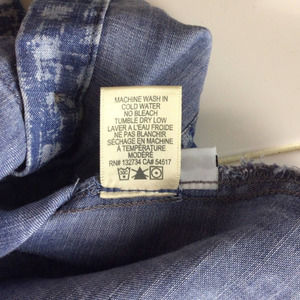 MACHINE WASH IN
COLD WATER
NO BLEACH
TUMBLE DRY LOW
LAVER A L'EAU FROIDE
NE PAS BLANCHIR
SÉCHAGE EN MACHINE
A TEMPÉRATURE
MODÉRÉ
RN# 132734 CA# 54517